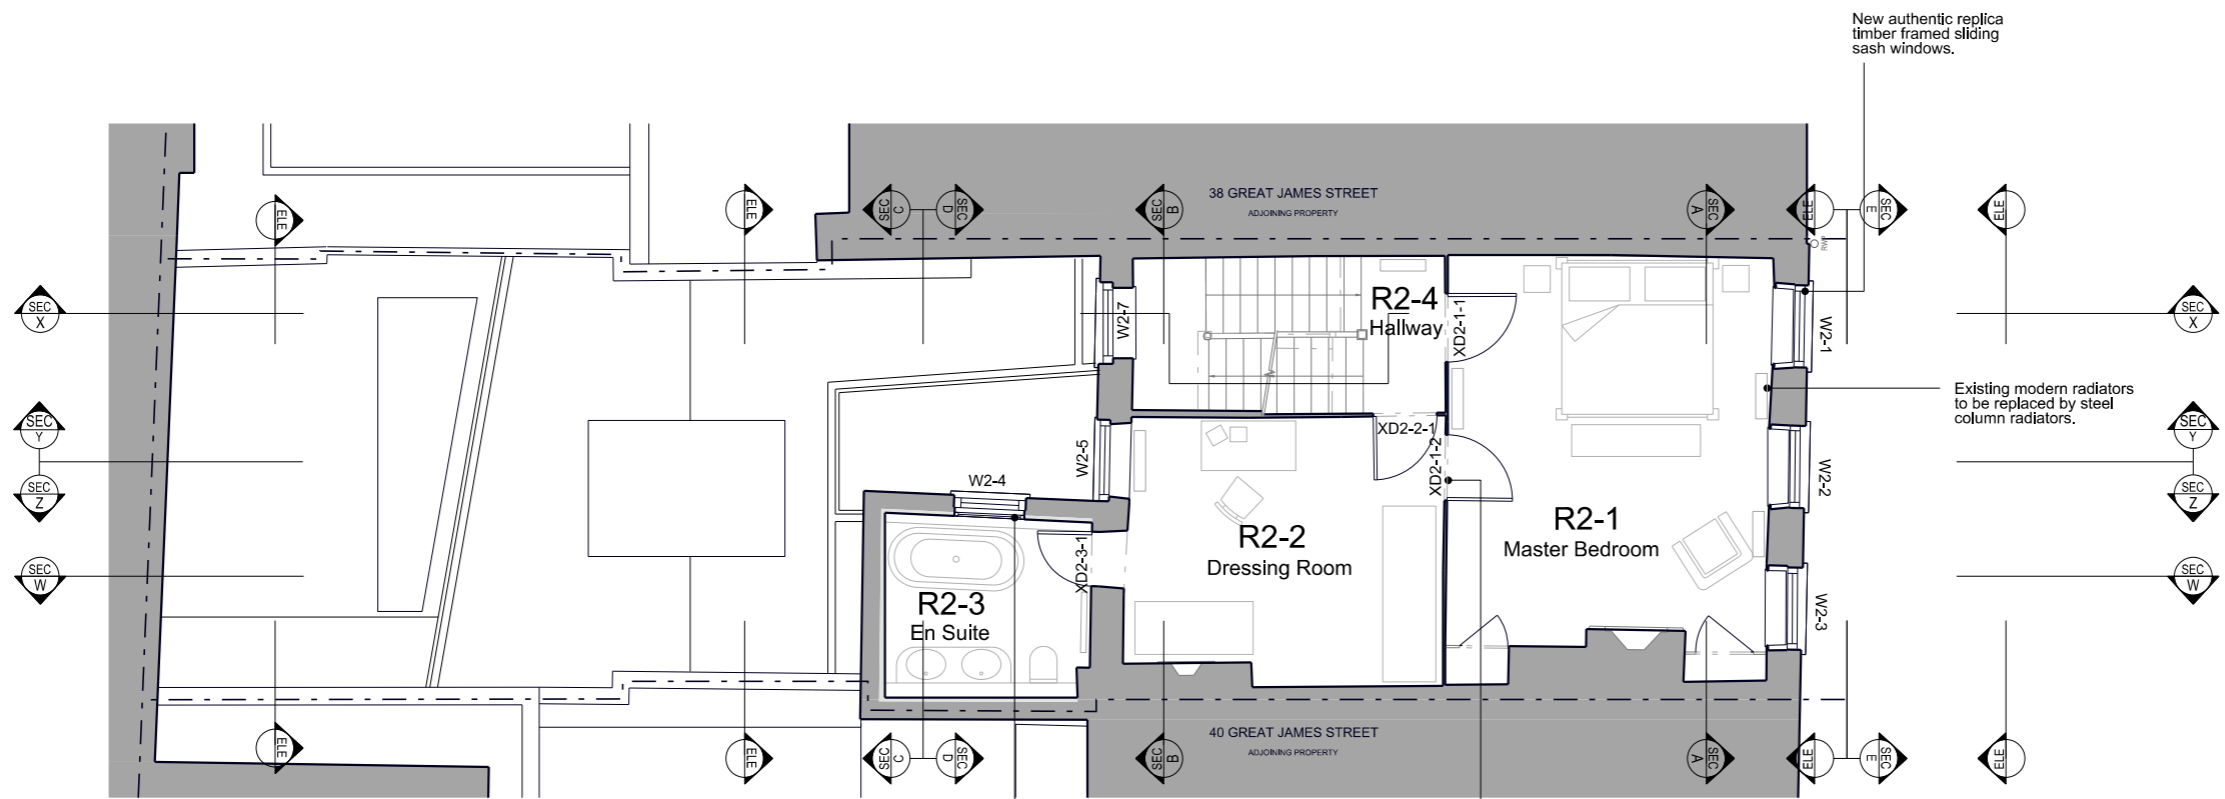 New authentic replica
timber framed sliding
sash windows.
38 GREAT JAMES STREET
ADJOINING PROPERTY
ELE
ELE
SEC
C
SEC
D
SEC
B
SEC
A
ELE
SEC
E
ELE
RWP
SEC
X
W2-7
R2-4
Hallway
XD2-1-1
W2-1
SEC
X
Existing modern radiators
to be replaced by steel
column radiators.
SEC
Y
SEC
Z
W2-5
W2-4
XD2-2-1
XD2-1-2
W2-2
SEC
Y
SEC
Z
R2-1
Master Bedroom
R2-2
Dressing Room
XD2-3-1
SEC
W
R2-3
En Suite
W2-3
SEC
W
40 GREAT JAMES STREET
ADJOINING PROPERTY
ELE
ELE
SEC
C
SEC
D
SEC
B
SEC
A
ELE
SEC
E
ELE